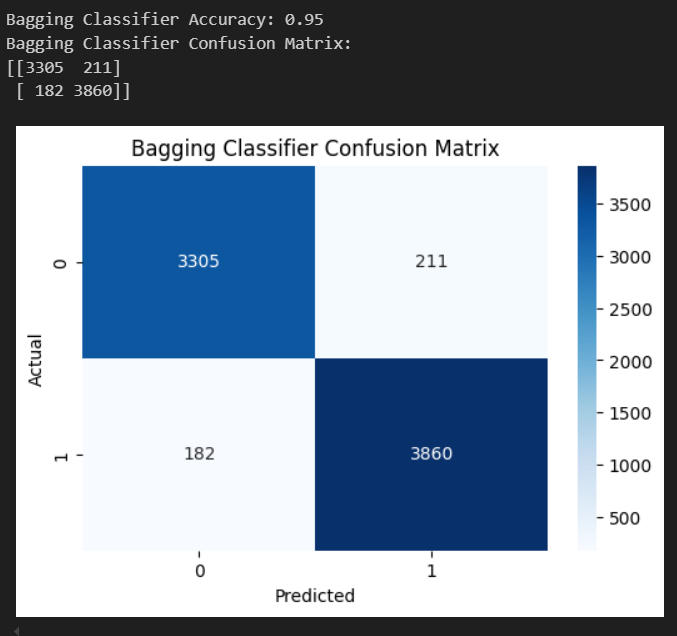 Bagging Classifier Accuracy: 0.95
Bagging Classifier Confusion Matrix:
[[3305  211]
 [ 182 3860]]
Bagging Classifier Confusion Matrix
0
3305
211
1
182
3860
Actual
0
1
Predicted
3500
3000
2500
2000
1500
1000
500